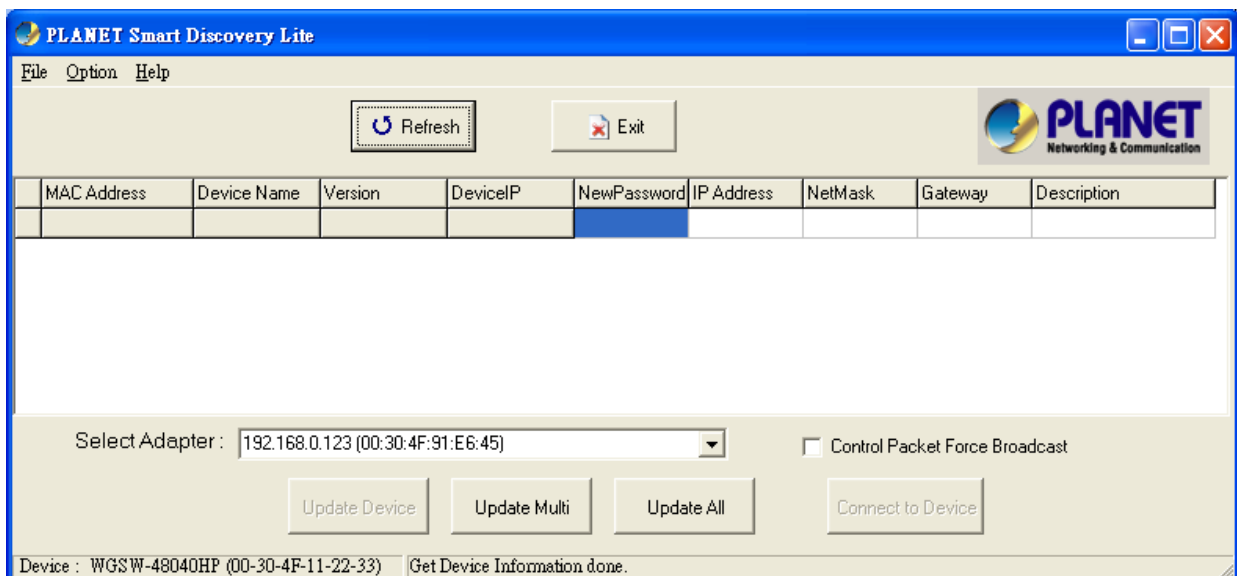 PLANET Smart Discovery Lite
File Option Help
Refresh Exit
PLANET
Networking & Communication
MAC Address Device Name Version DeviceIP NewPassword IP Address NetMask Gateway Description
Select Adapter : 192.168.0.123 (00:30:4F:91:E6:45) Control Packet Force Broadcast
Update Device Update Multi Update All Connect to Device
Device : WGSW-48040HP (00-30-4F-11-22-33) Get Device Information done.